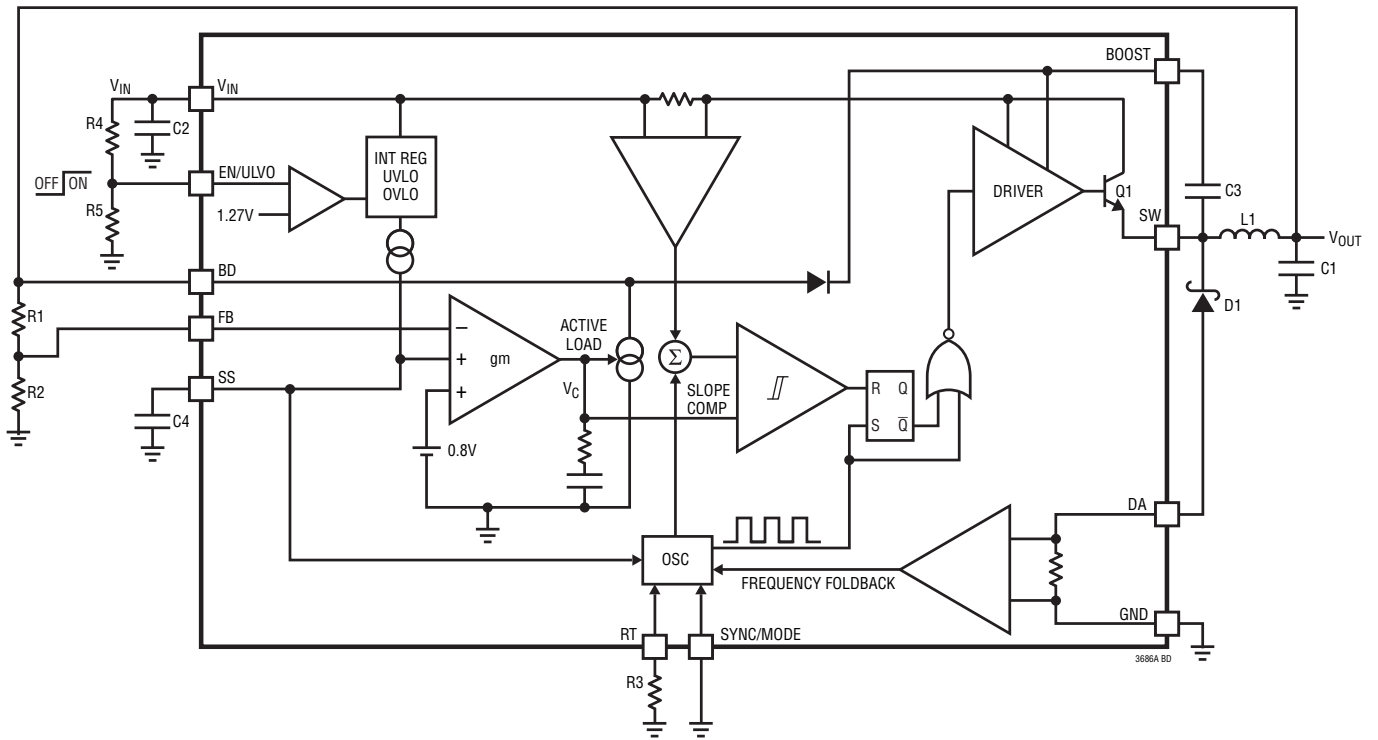 BOOST
VIN
VIN
R4
C2
INT REG
UVLO
OVLO
OFF
ON
EN/ULVO
1.27V
R5
DRIVER
Q1
C3
SW
L1
VOUT
C1
BD
D1
R1
FB
ACTIVE
LOAD
–
+
gm
+
Σ
R2
SS
VC
SLOPE
COMP
R Q
S Q̅
C4
0.8V
DA
OSC
FREQUENCY FOLDBACK
GND
RT
SYNC/MODE
3686A BD
R3